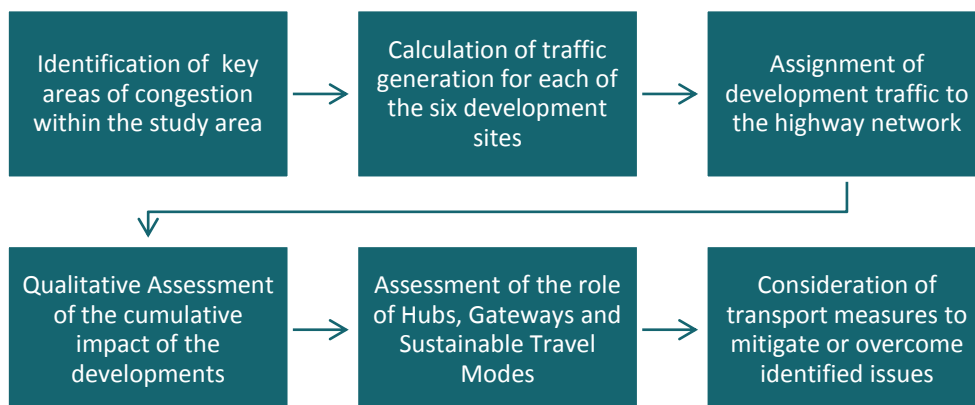 Identification of key
areas of congestion
within the study area
Calculation of traffic
generation for each of
the six development
sites
Assignment of
development traffic to
the highway network
Qualitative Assessment
of the cumulative
impact of the
developments
Assessment of the role
of Hubs, Gateways and
Sustainable Travel
Modes
Consideration of
transport measures to
mitigate or overcome
identified issues